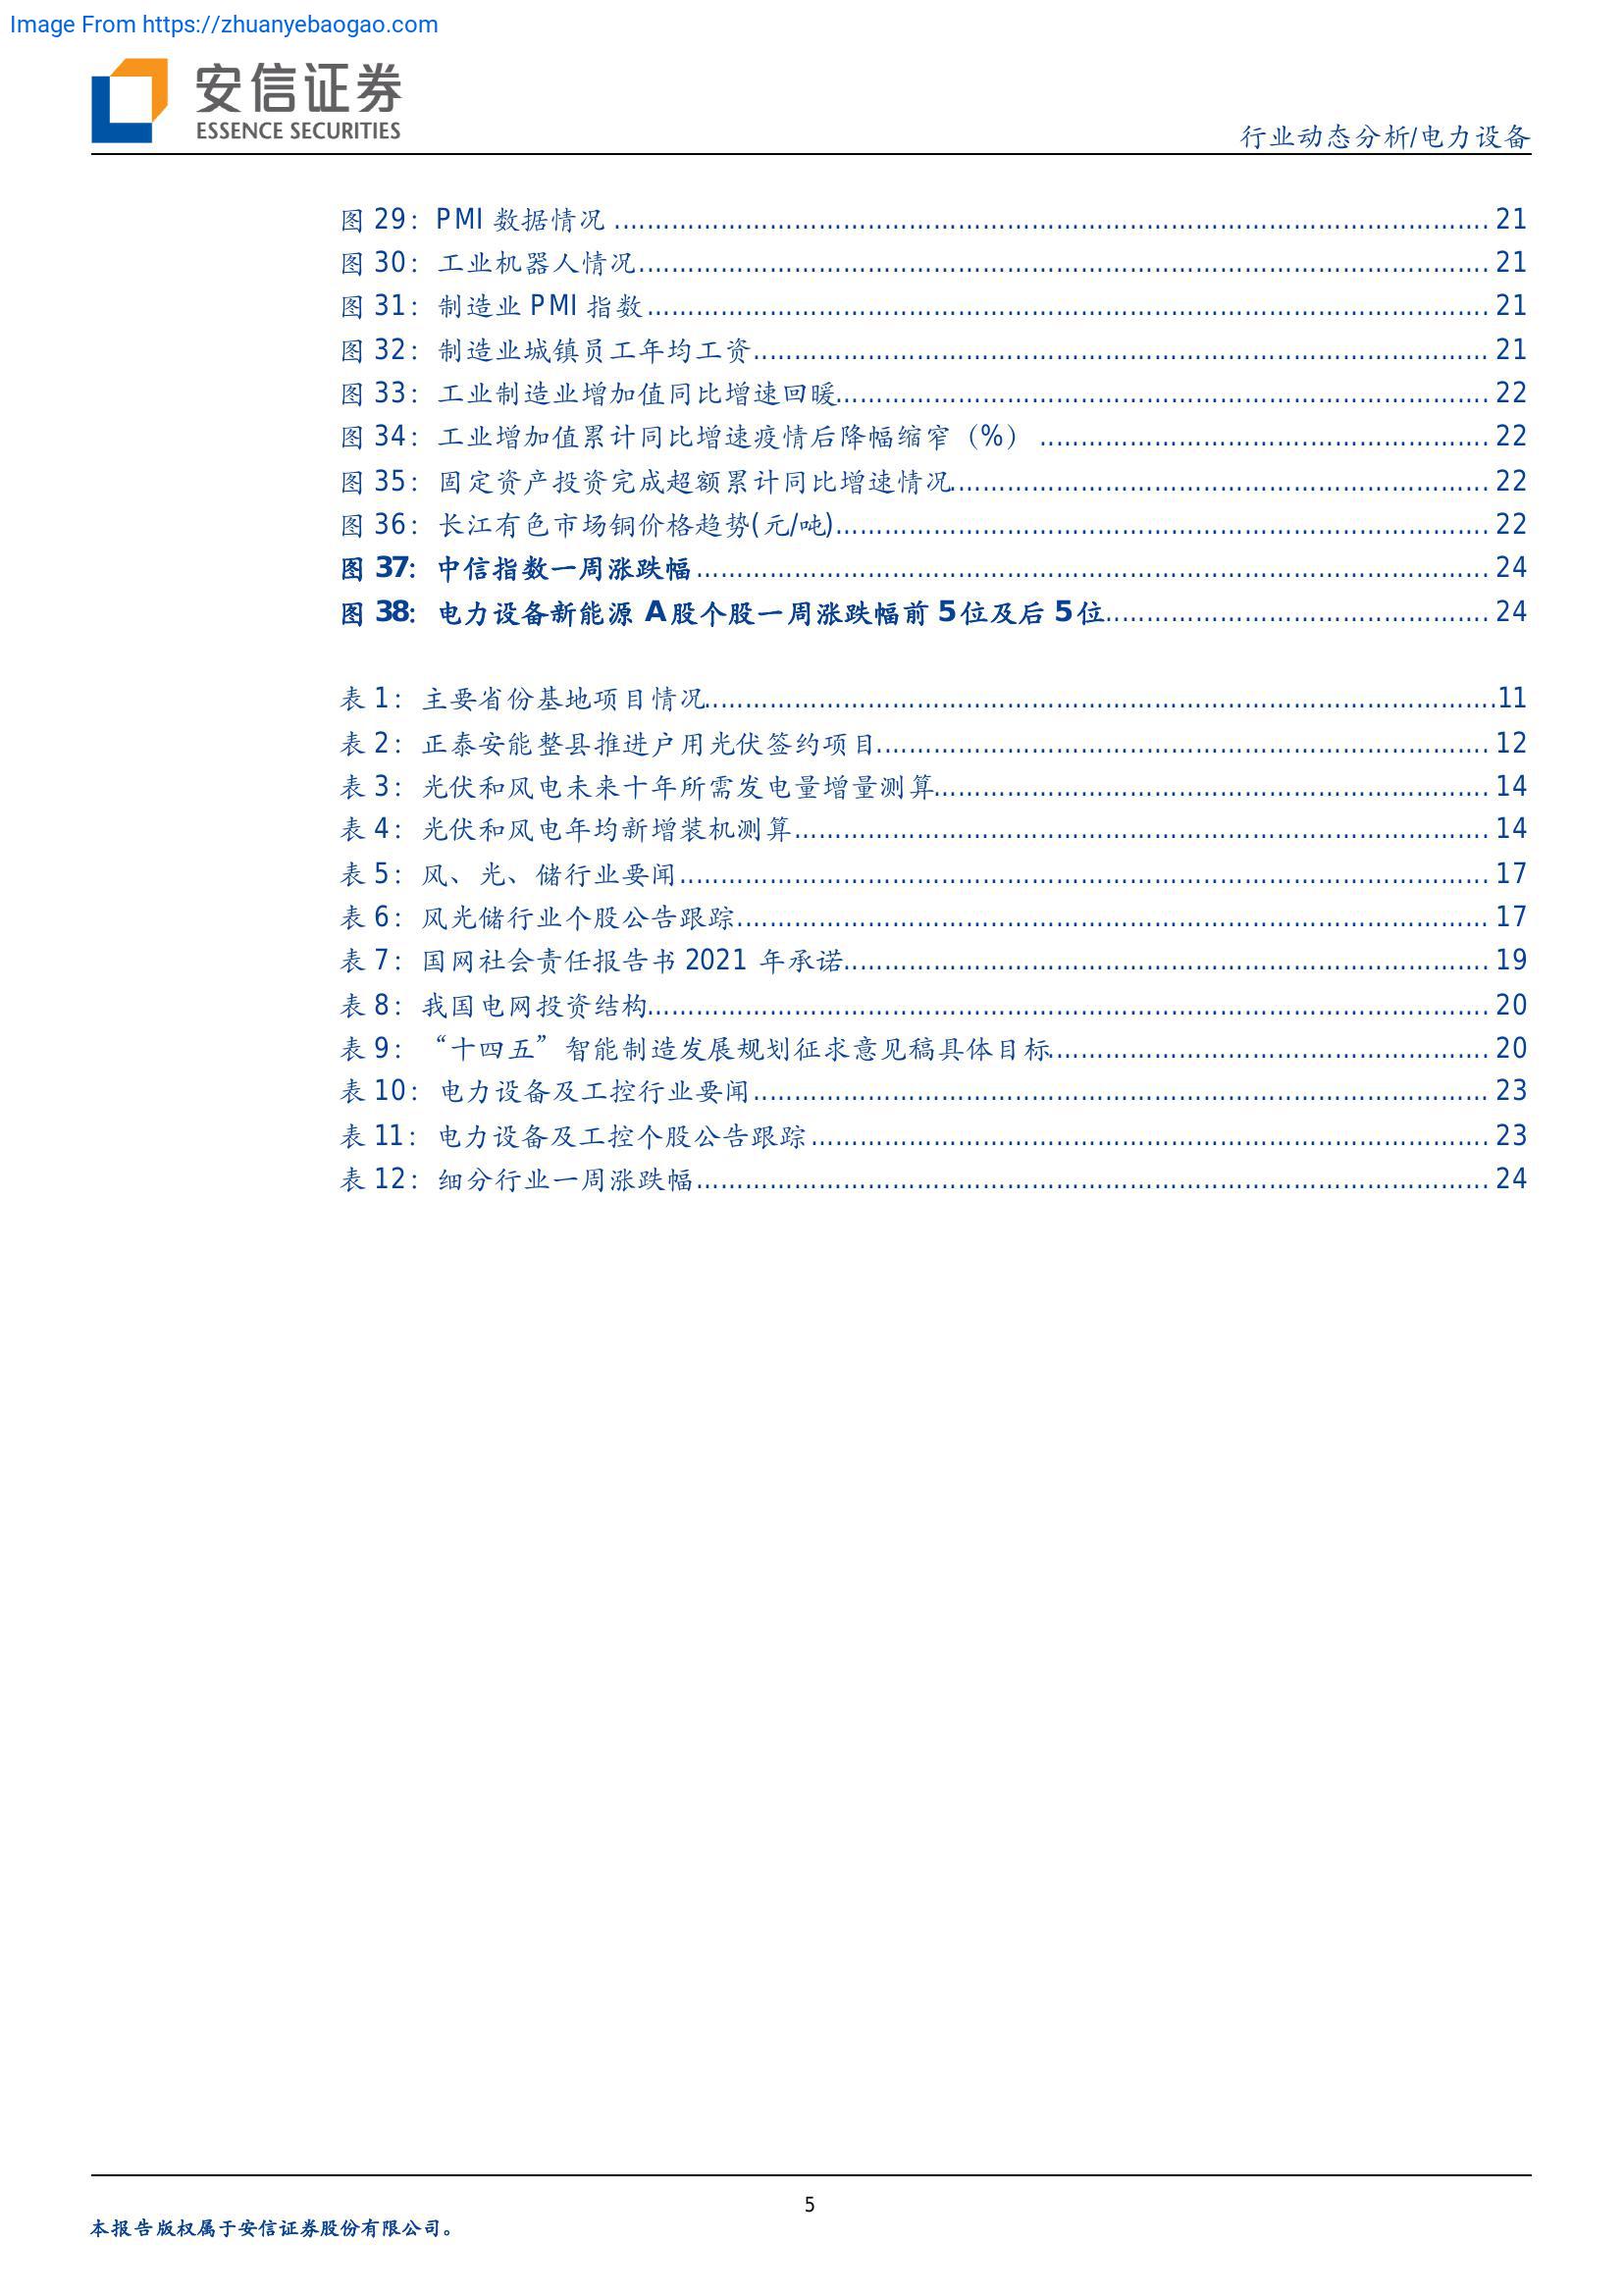 Image From https://zhuanyebaogao.com
安信证券
ESSENCE SECURITIES
行业动态分析/电力设备
图 29：PMI 数据情况 ........ 21
图 30：工业机器人情况 ........ 21
图 31：制造业 PMI 指数 ........ 21
图 32：制造业城镇员工年均工资 ........ 21
图 33：工业制造业增加值同比增速回暖 ........ 22
图 34：工业增加值累计同比增速疫情后降幅缩窄（%） ........ 22
图 35：固定资产投资完成超额累计同比增速情况 ........ 22
图 36：长江有色市场铜价格趋势(元/吨) ........ 22
图 37：中信指数一周涨跌幅 ........ 24
图 38：电力设备新能源 A 股个股一周涨跌幅前 5 位及后 5 位 ........ 24
表 1：主要省份基地项目情况 ........ 11
表 2：正泰安能整县推进户用光伏签约项目 ........ 12
表 3：光伏和风电未来十年所需发电量增量测算 ........ 14
表 4：光伏和风电年均新增装机测算 ........ 14
表 5：风、光、储行业要闻 ........ 17
表 6：风光储行业个股公告跟踪 ........ 17
表 7：国网社会责任报告书 2021 年承诺 ........ 19
表 8：我国电网投资结构 ........ 20
表 9：“十四五”智能制造发展规划征求意见稿具体目标 ........ 20
表 10：电力设备及工控行业要闻 ........ 23
表 11：电力设备及工控个股公告跟踪 ........ 23
表 12：细分行业一周涨跌幅 ........ 24
5
本报告版权属于安信证券股份有限公司。